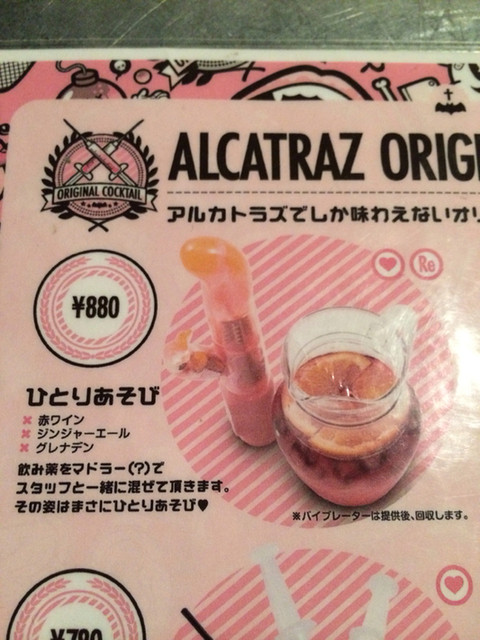 ALCATRAZ ORIG
ORIGINAL COCKTAIL
アルカトラズでしか味わえないオリ
¥880
Re
ひとりあそび
× 赤ワイン
× ジンジャーエール
× グレナデン
飲み薬をマドラー(?)で
スタッフと一緒に混ぜて頂きます。
その姿はまさにひとりあそび♥
※バイブレーターは提供後、回収します。
¥780